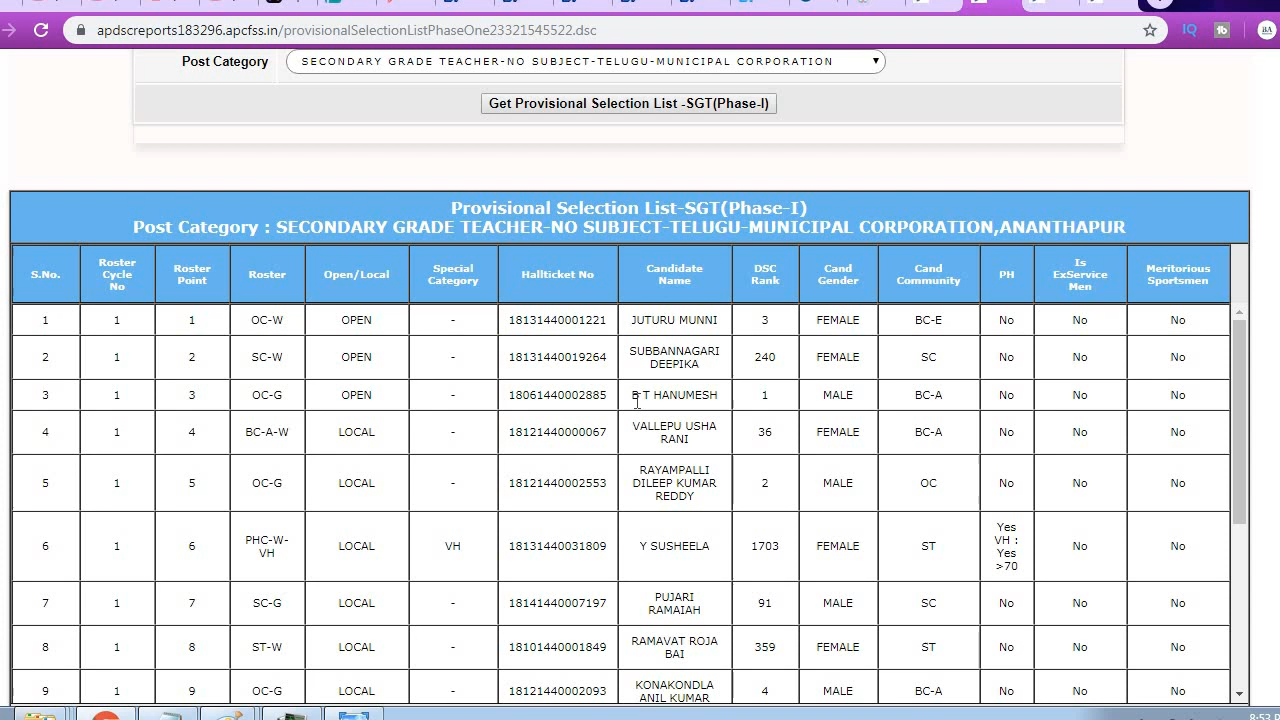 apdscreports183296.apcfss.in/provisionalSelectionListPhaseOne23321545522.dsc
IQ
BA
Post Category SECONDARY GRADE TEACHER-NO SUBJECT-TELUGU-MUNICIPAL CORPORATION
Get Provisional Selection List -SGT(Phase-I)
Provisional Selection List-SGT(Phase-I)
Post Category : SECONDARY GRADE TEACHER-NO SUBJECT-TELUGU-MUNICIPAL CORPORATION,ANANTHAPUR
S.No. Roster Cycle No Roster Point Roster Open/Local Special Category Hallticket No Candidate Name DSC Rank Cand Gender Cand Community PH Is ExService Men Meritorious Sportsmen
1 1 1 OC-W OPEN - 18131440001221 JUTURU MUNNI 3 FEMALE BC-E No No No
2 1 2 SC-W OPEN - 18131440019264 SUBBANNAGARI DEEPIKA 240 FEMALE SC No No No
3 1 3 OC-G OPEN - 18061440002885 T HANUMESH 1 MALE BC-A No No No
4 1 4 BC-A-W LOCAL - 18121440000067 VALLEPU USHA RANI 36 FEMALE BC-A No No No
5 1 5 OC-G LOCAL - 18121440002553 RAYAMPALLI DILEEP KUMAR REDDY 2 MALE OC No No No
6 1 6 PHC-W-VH LOCAL VH 18131440031809 Y SUSHEELA 1703 FEMALE ST Yes VH : Yes >70 No No
7 1 7 SC-G LOCAL - 18141440007197 PUJARI RAMAIAH 91 MALE SC No No No
8 1 8 ST-W LOCAL - 18101440001849 RAMAVAT ROJA BAI 359 FEMALE ST No No No
9 1 9 OC-G LOCAL - 18121440002093 KONAKONDLA ANIL KUMAR 4 MALE BC-A No No No